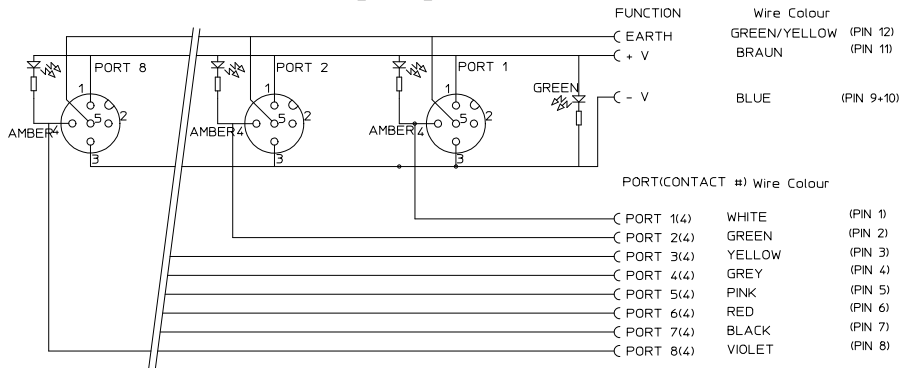 FUNCTION Wire Colour
EARTH GREEN/YELLOW (PIN 12)
+ V BRAUN (PIN 11)
PORT 8 PORT 2 PORT 1
GREEN
- V BLUE (PIN 9+10)
1 1 1
AMBER 4 5 2 AMBER 4 5 2 AMBER 4 5 2
3 3 3
PORT(CONTACT #) Wire Colour
PORT 1(4) WHITE (PIN 1)
PORT 2(4) GREEN (PIN 2)
PORT 3(4) YELLOW (PIN 3)
PORT 4(4) GREY (PIN 4)
PORT 5(4) PINK (PIN 5)
PORT 6(4) RED (PIN 6)
PORT 7(4) BLACK (PIN 7)
PORT 8(4) VIOLET (PIN 8)